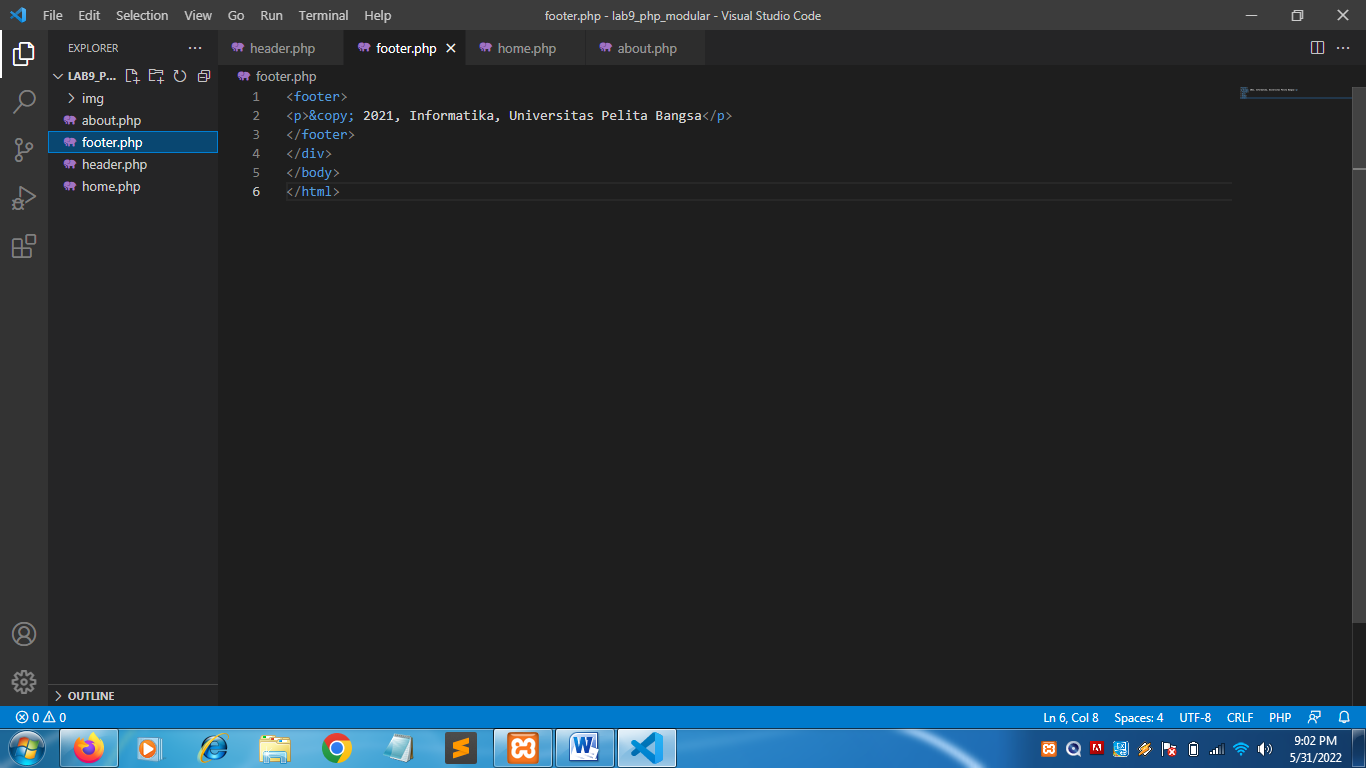 File Edit Selection View Go Run Terminal Help
footer.php - lab9_php_modular - Visual Studio Code
EXPLORER
LAB9_P...
img
about.php
footer.php
header.php
home.php
OUTLINE
header.php footer.php home.php about.php
footer.php
1 <footer>
2 <p>&copy; 2021, Informatika, Universitas Pelita Bangsa</p>
3 </footer>
4 </div>
5 </body>
6 </html>
0 0
Ln 6, Col 8 Spaces: 4 UTF-8 CRLF PHP
9:02 PM
5/31/2022